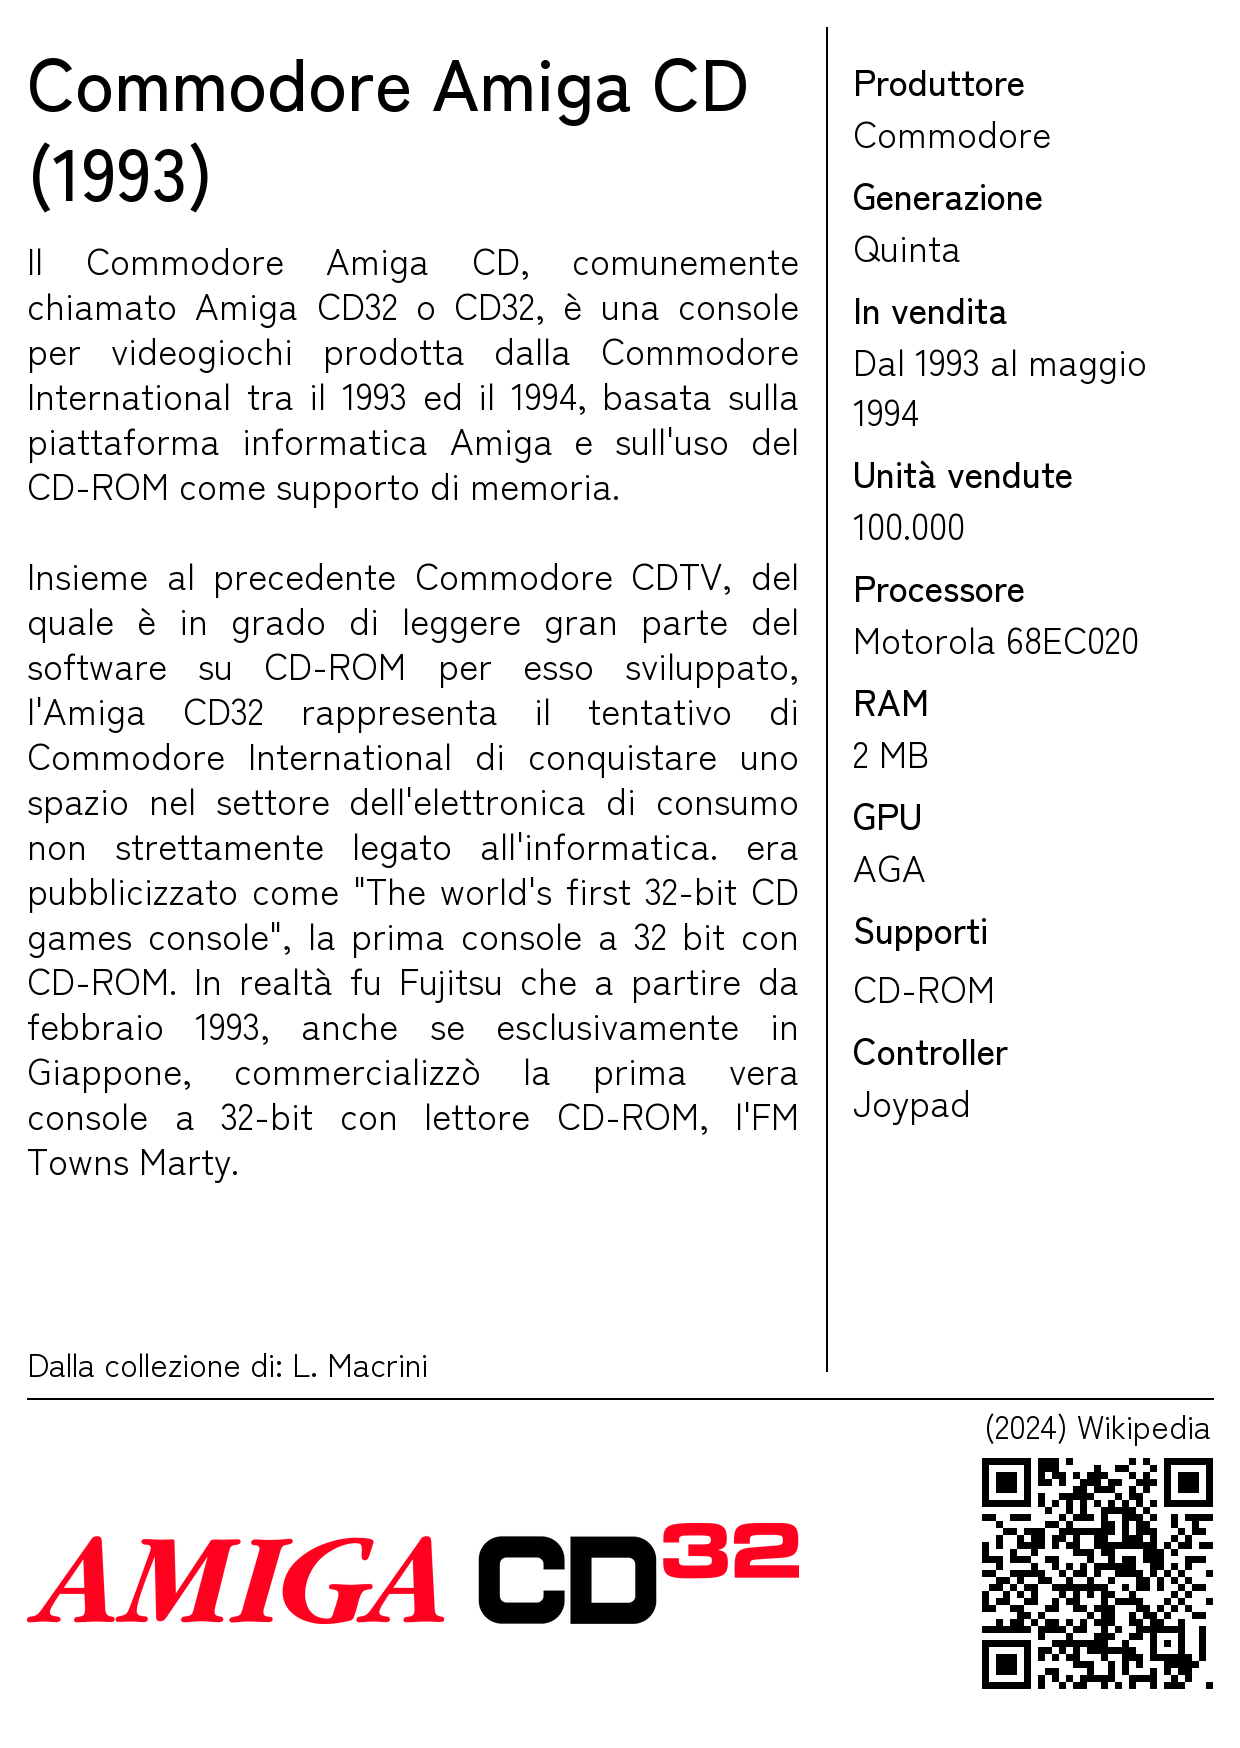 Commodore Amiga CD
(1993)
Il Commodore Amiga CD, comunemente
chiamato Amiga CD32 o CD32, è una console
per videogiochi prodotta dalla Commodore
International tra il 1993 ed il 1994, basata sulla
piattaforma informatica Amiga e sull'uso del
CD-ROM come supporto di memoria.
Insieme al precedente Commodore CDTV, del
quale è in grado di leggere gran parte del
software su CD-ROM per esso sviluppato,
l'Amiga CD32 rappresenta il tentativo di
Commodore International di conquistare uno
spazio nel settore dell'elettronica di consumo
non strettamente legato all'informatica. era
pubblicizzato come "The world's first 32-bit CD
games console", la prima console a 32 bit con
CD-ROM. In realtà fu Fujitsu che a partire da
febbraio 1993, anche se esclusivamente in
Giappone, commercializzò la prima vera
console a 32-bit con lettore CD-ROM, l'FM
Towns Marty.
Dalla collezione di: L. Macrini
Produttore
Commodore
Generazione
Quinta
In vendita
Dal 1993 al maggio
1994
Unità vendute
100.000
Processore
Motorola 68EC020
RAM
2 MB
GPU
AGA
Supporti
CD-ROM
Controller
Joypad
(2024) Wikipedia
AMIGA CD32